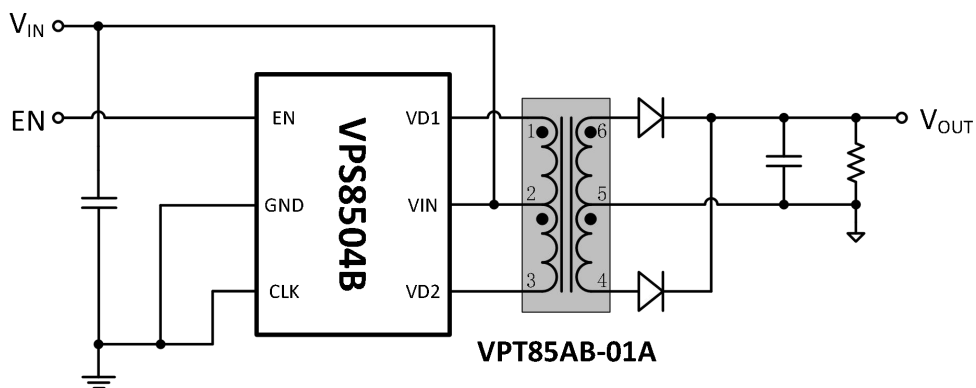 VIN
EN
EN
GND
CLK
VPS8504B
VD1
VIN
VD2
1
2
3
6
5
4
VOUT
VPT85AB-01A